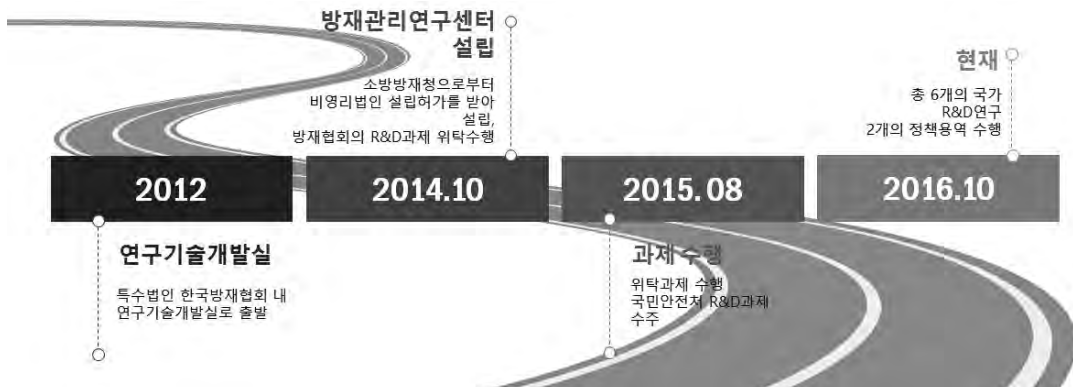 방재관리연구센터
설립
소방방재청으로부터
비영리법인 설립허가를 받아
설립,
방재협회의 R&D과제 위탁수행
현재
총 6개의 국가
R&D연구
2개의 정책용역 수행
2012
2014.10
2015.08
2016.10
연구기술개발실
특수법인 한국방재협회 내
연구기술개발실로 출발
과제 수행
위탁과제 수행
국민안전처 R&D과제
수주